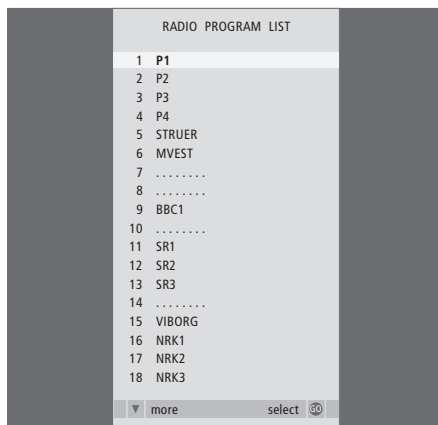 RADIO PROGRAM LIST
1 P1
2 P2
3 P3
4 P4
5 STRUER
6 MVEST
7 . . . . . . . .
8 . . . . . . . .
9 BBC1
10 . . . . . . . .
11 SR1
12 SR2
13 SR3
14 . . . . . . . .
15 VIBORG
16 NRK1
17 NRK2
18 NRK3
▼ more select GO